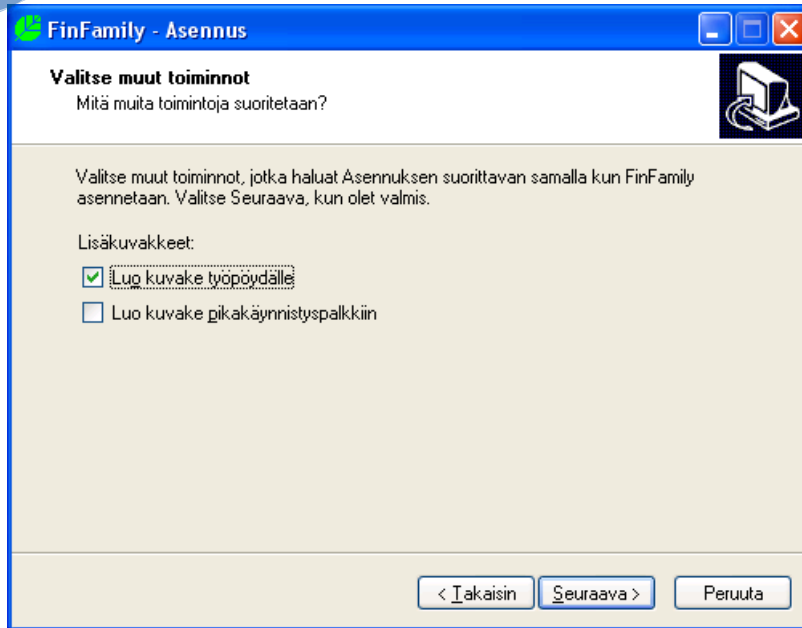 FinFamily - Asennus
Valitse muut toiminnot
Mitä muita toimintoja suoritetaan?
Valitse muut toiminnot, jotka haluat Asennuksen suorittavan samalla kun FinFamily
asennetaan. Valitse Seuraava, kun olet valmis.
Lisäkuvakkeet:
Luo kuvake työpöydälle
Luo kuvake pikakäynnistyspalkkiin
< Takaisin
Seuraava >
Peruuta